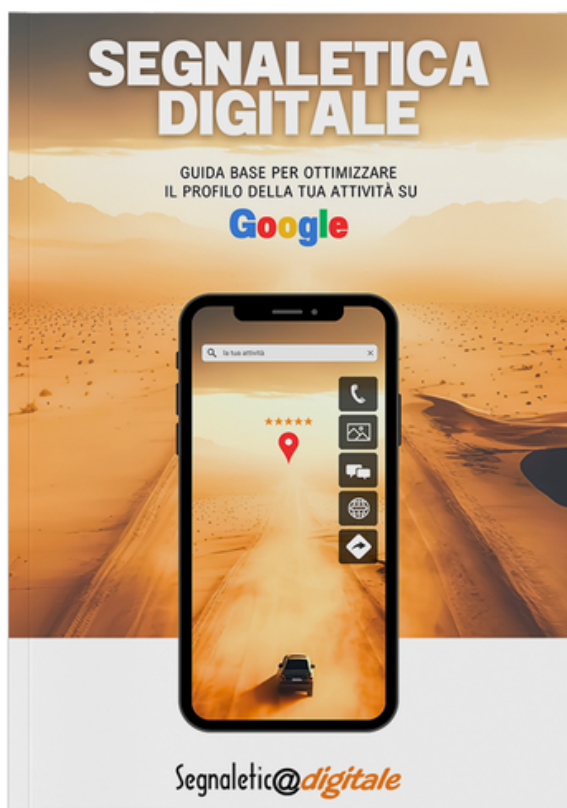 SEGNALETICA
DIGITALE
GUIDA BASE PER OTTIMIZZARE
IL PROFILO DELLA TUA ATTIVITÀ SU
Google
la tua attività
Segnaletic@digitale